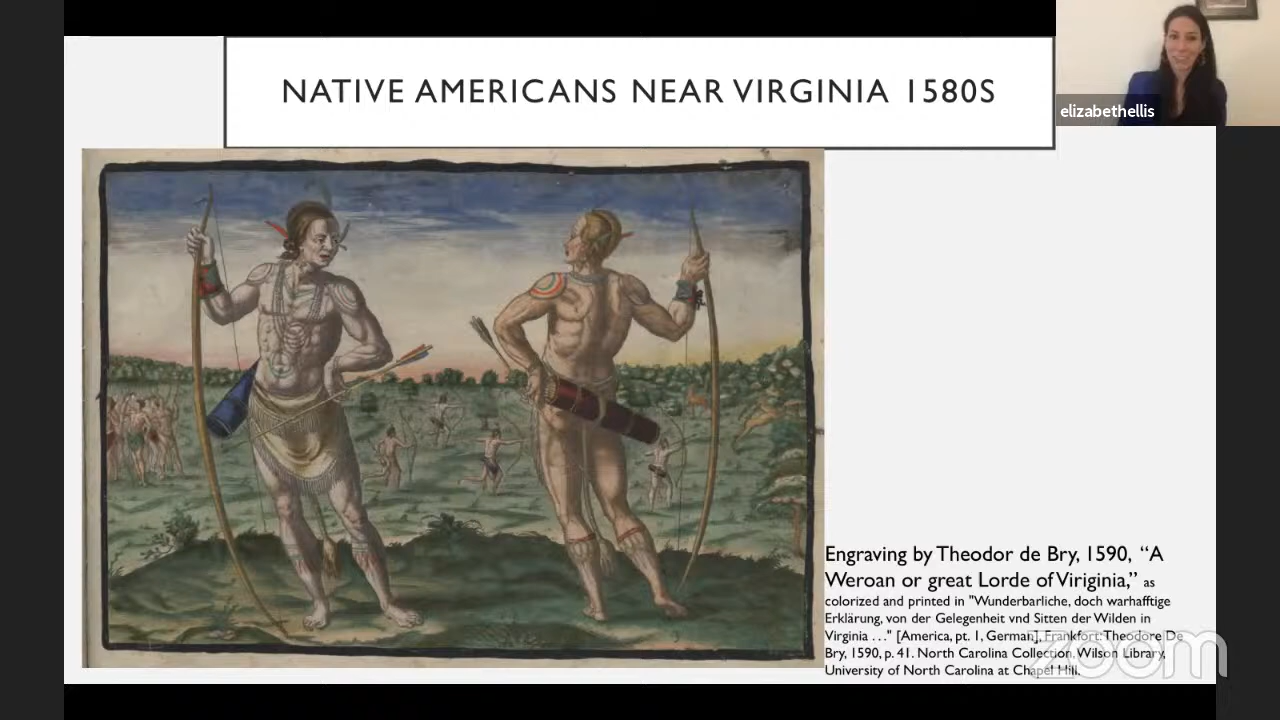 NATIVE AMERICANS NEAR VIRGINIA 1580S
elizabethellis
Engraving by Theodor de Bry, 1590, “A
Weroan or great Lorde of Viriginia,” as
colorized and printed in "Wunderbarliche, doch warhafftige
Erklärung, von der Gelegenheit vnd Sitten der Wilden in
Virginia . . ." [America, pt. 1, German], Frankfort: Theodore De
Bry, 1590, p. 41. North Carolina Collection. Wilson Library,
University of North Carolina at Chapel Hill.
zoom